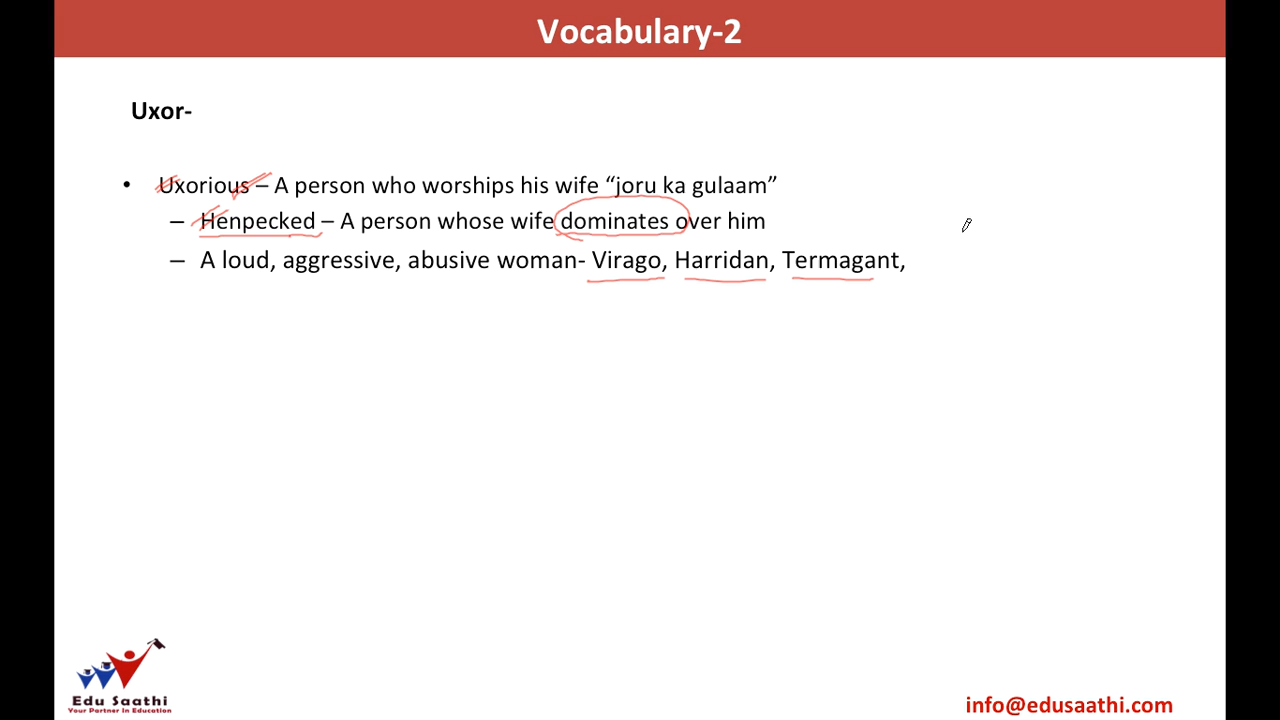 Vocabulary-2
Uxor-
• Uxorious – A person who worships his wife “joru ka gulaam”
– Henpecked – A person whose wife dominates over him
– A loud, aggressive, abusive woman- Virago, Harridan, Termagant,
Edu Saathi
Your Partner In Education
info@edusaathi.com